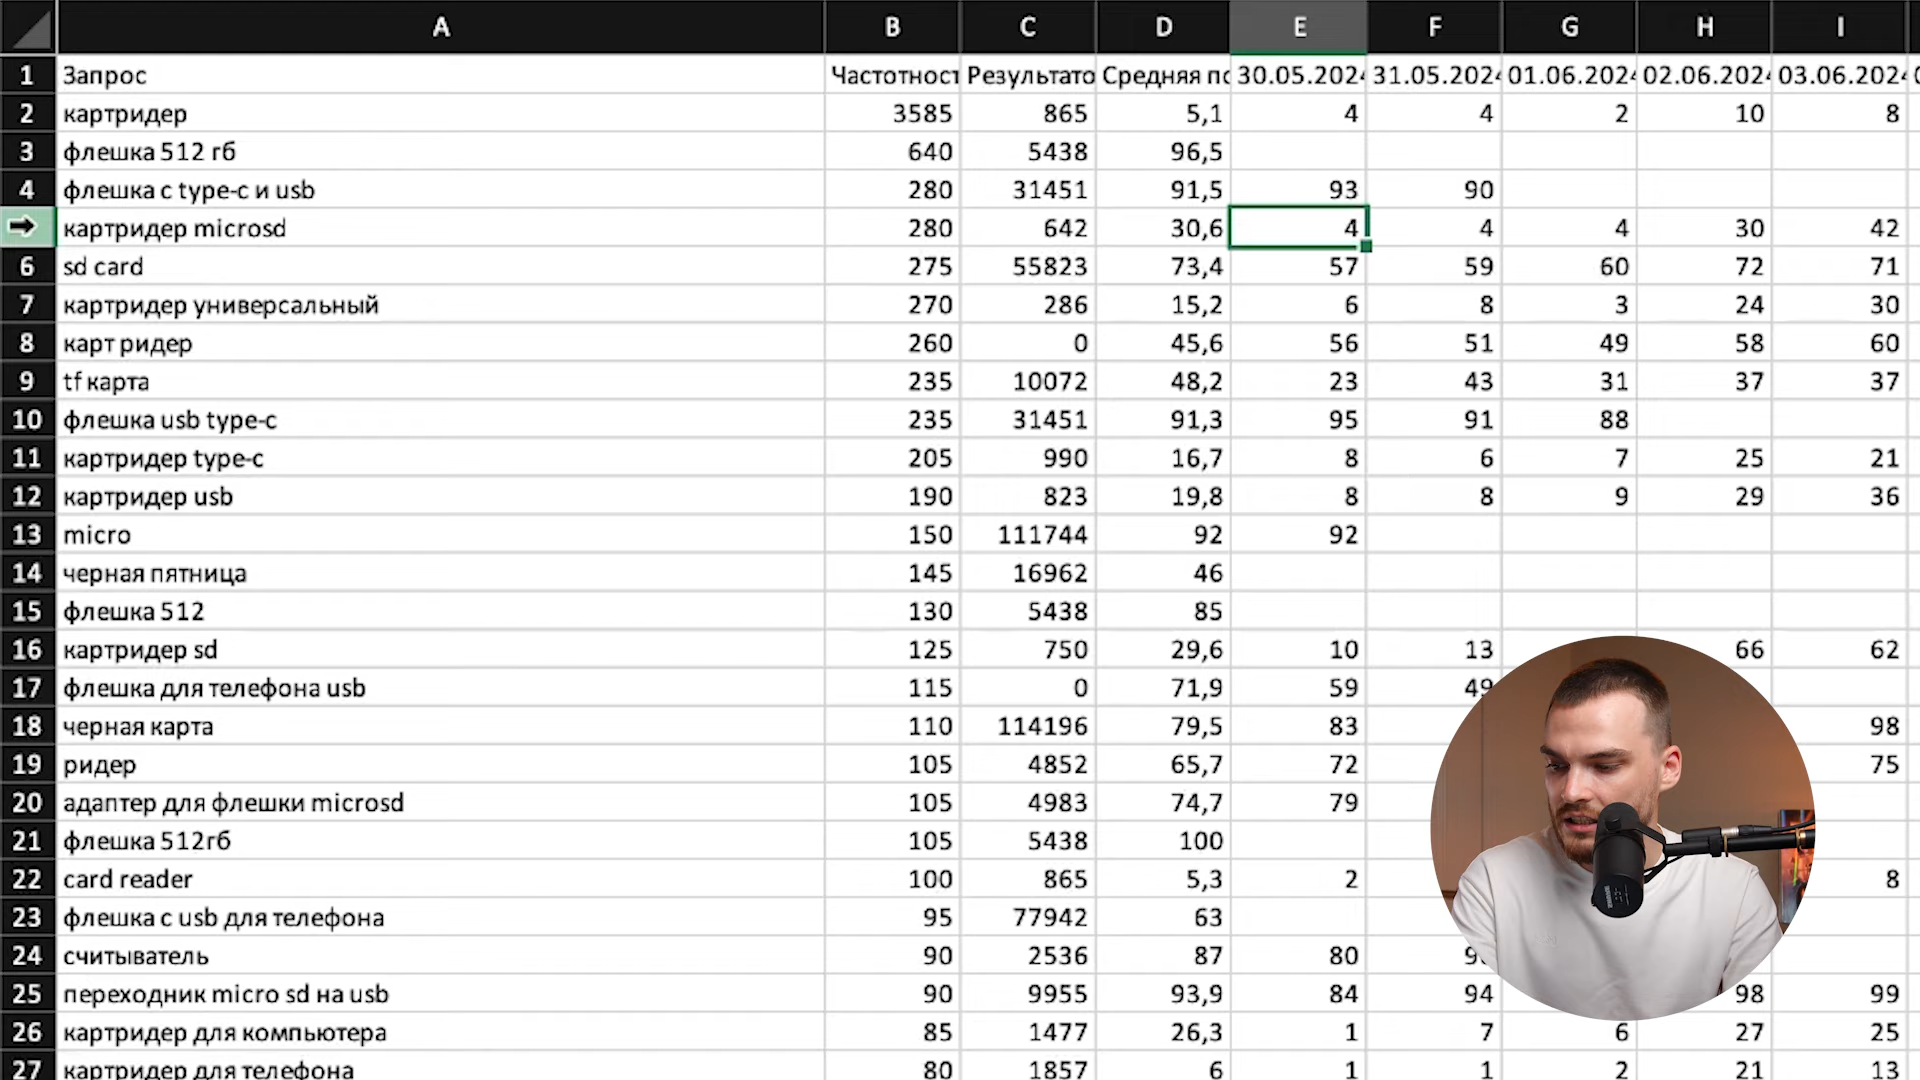 A B C D E F G H I
1 Запрос Частотност Результато Средняя по 30.05.2024 31.05.2024 01.06.2024 02.06.2024 03.06.2024
2 картридер 3585 865 5,1 4 4 2 10 8
3 флешка 512 гб 640 5438 96,5
4 флешка с type-c и usb 280 31451 91,5 93 90
картридер microsd 280 642 30,6 4 4 4 30 42
6 sd card 275 55823 73,4 57 59 60 72 71
7 картридер универсальный 270 286 15,2 6 8 3 24 30
8 карт ридер 260 0 45,6 56 51 49 58 60
9 tf карта 235 10072 48,2 23 43 31 37 37
10 флешка usb type-c 235 31451 91,3 95 91 88
11 картридер type-c 205 990 16,7 8 6 7 25 21
12 картридер usb 190 823 19,8 8 8 9 29 36
13 micro 150 111744 92 92
14 черная пятница 145 16962 46
15 флешка 512 130 5438 85
16 картридер sd 125 750 29,6 10 13 66 62
17 флешка для телефона usb 115 0 71,9 59 49
18 черная карта 110 114196 79,5 83 98
19 ридер 105 4852 65,7 72 75
20 адаптер для флешки microsd 105 4983 74,7 79
21 флешка 512гб 105 5438 100
22 card reader 100 865 5,3 2 8
23 флешка с usb для телефона 95 77942 63
24 считыватель 90 2536 87 80
25 переходник micro sd на usb 90 9955 93,9 84 94 98 99
26 картридер для компьютера 85 1477 26,3 1 7 6 27 25
27 картридер для телефона 80 1857 6 1 1 2 21 13